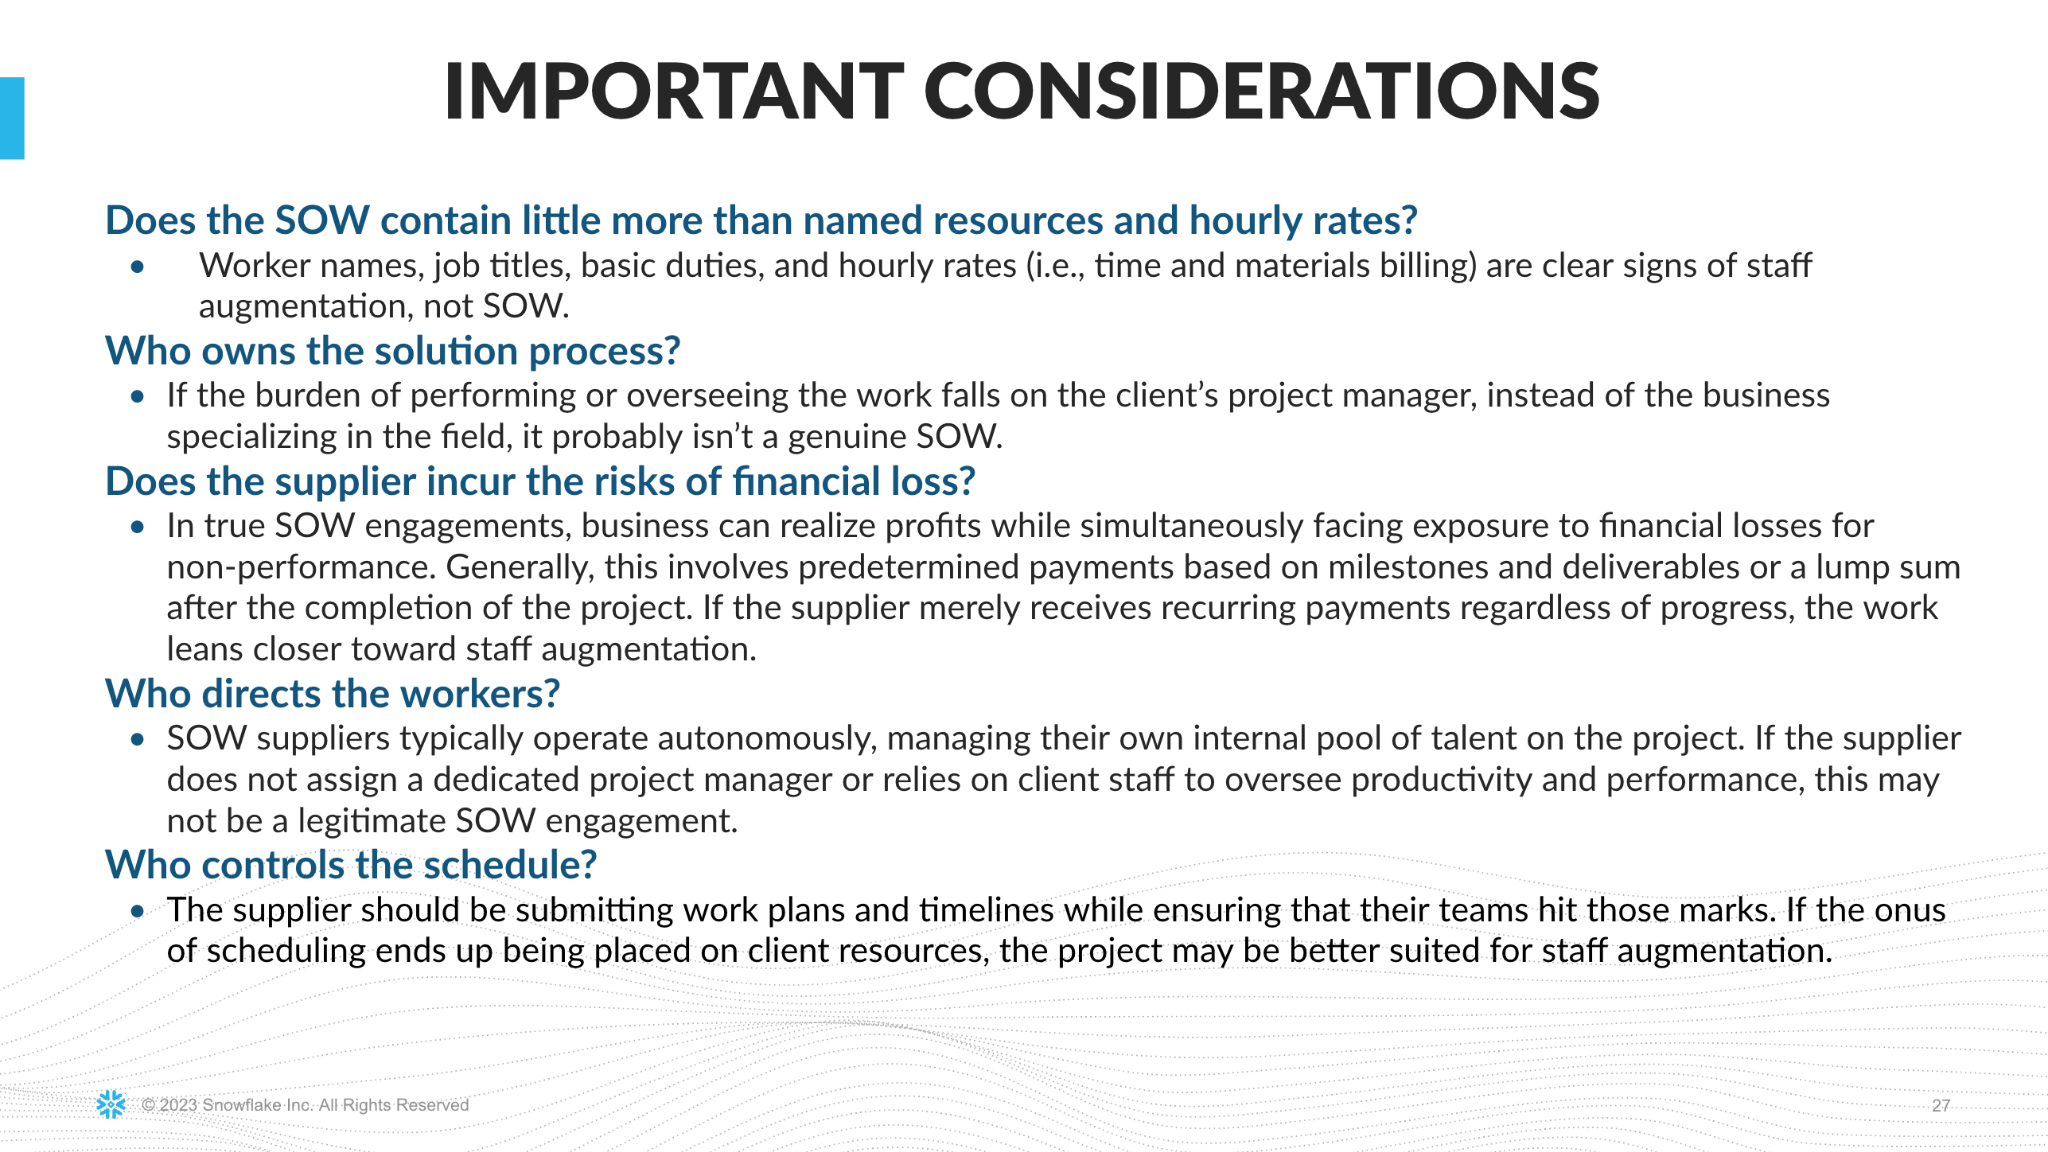 IMPORTANT CONSIDERATIONS
Does the SOW contain little more than named resources and hourly rates?
• Worker names, job titles, basic duties, and hourly rates (i.e., time and materials billing) are clear signs of staff
augmentation, not SOW.
Who owns the solution process?
• If the burden of performing or overseeing the work falls on the client’s project manager, instead of the business
specializing in the field, it probably isn’t a genuine SOW.
Does the supplier incur the risks of financial loss?
• In true SOW engagements, business can realize profits while simultaneously facing exposure to financial losses for
non-performance. Generally, this involves predetermined payments based on milestones and deliverables or a lump sum
after the completion of the project. If the supplier merely receives recurring payments regardless of progress, the work
leans closer toward staff augmentation.
Who directs the workers?
• SOW suppliers typically operate autonomously, managing their own internal pool of talent on the project. If the supplier
does not assign a dedicated project manager or relies on client staff to oversee productivity and performance, this may
not be a legitimate SOW engagement.
Who controls the schedule?
• The supplier should be submitting work plans and timelines while ensuring that their teams hit those marks. If the onus
of scheduling ends up being placed on client resources, the project may be better suited for staff augmentation.
© 2023 Snowflake Inc. All Rights Reserved
27